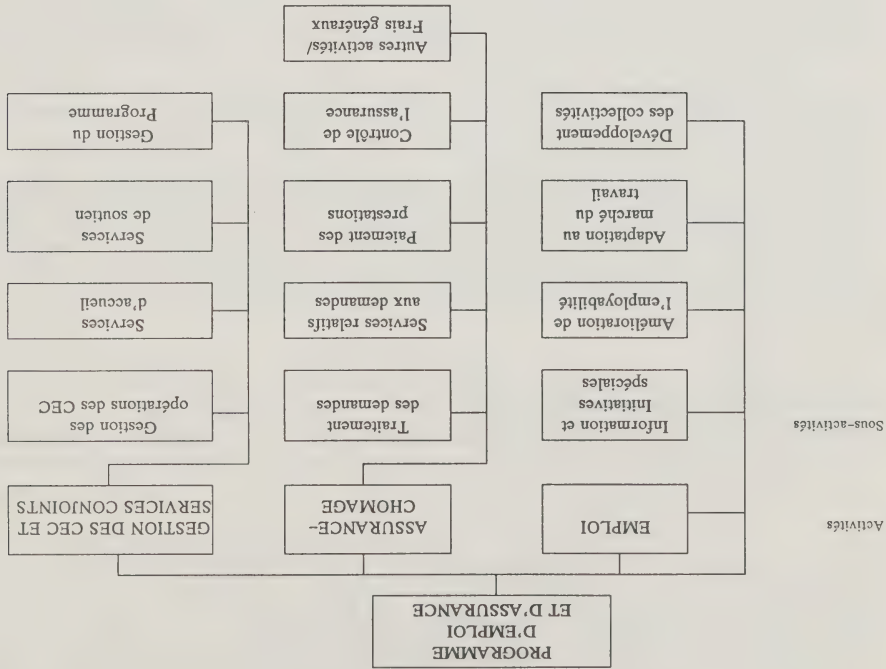 PROGRAMME
D'EMPLOI
ET D'ASSURANCE
Activités
EMPLOI
ASSURANCE-
CHOMAGE
GESTION DES CEC ET
SERVICES CONJOINTS
Sous-activités
Information et
Initiatives
spéciales
Traitement
des demandes
Gestion des
opérations des CEC
Amélioration de
l'employabilité
Services relatifs
aux demandes
Services
d'accueil
Adaptation au
marché du
travail
Paiement des
prestations
Services
de soutien
Développement
des collectivités
Contrôle de
l'assurance
Gestion du
Programme
Autres activités/
Frais généraux